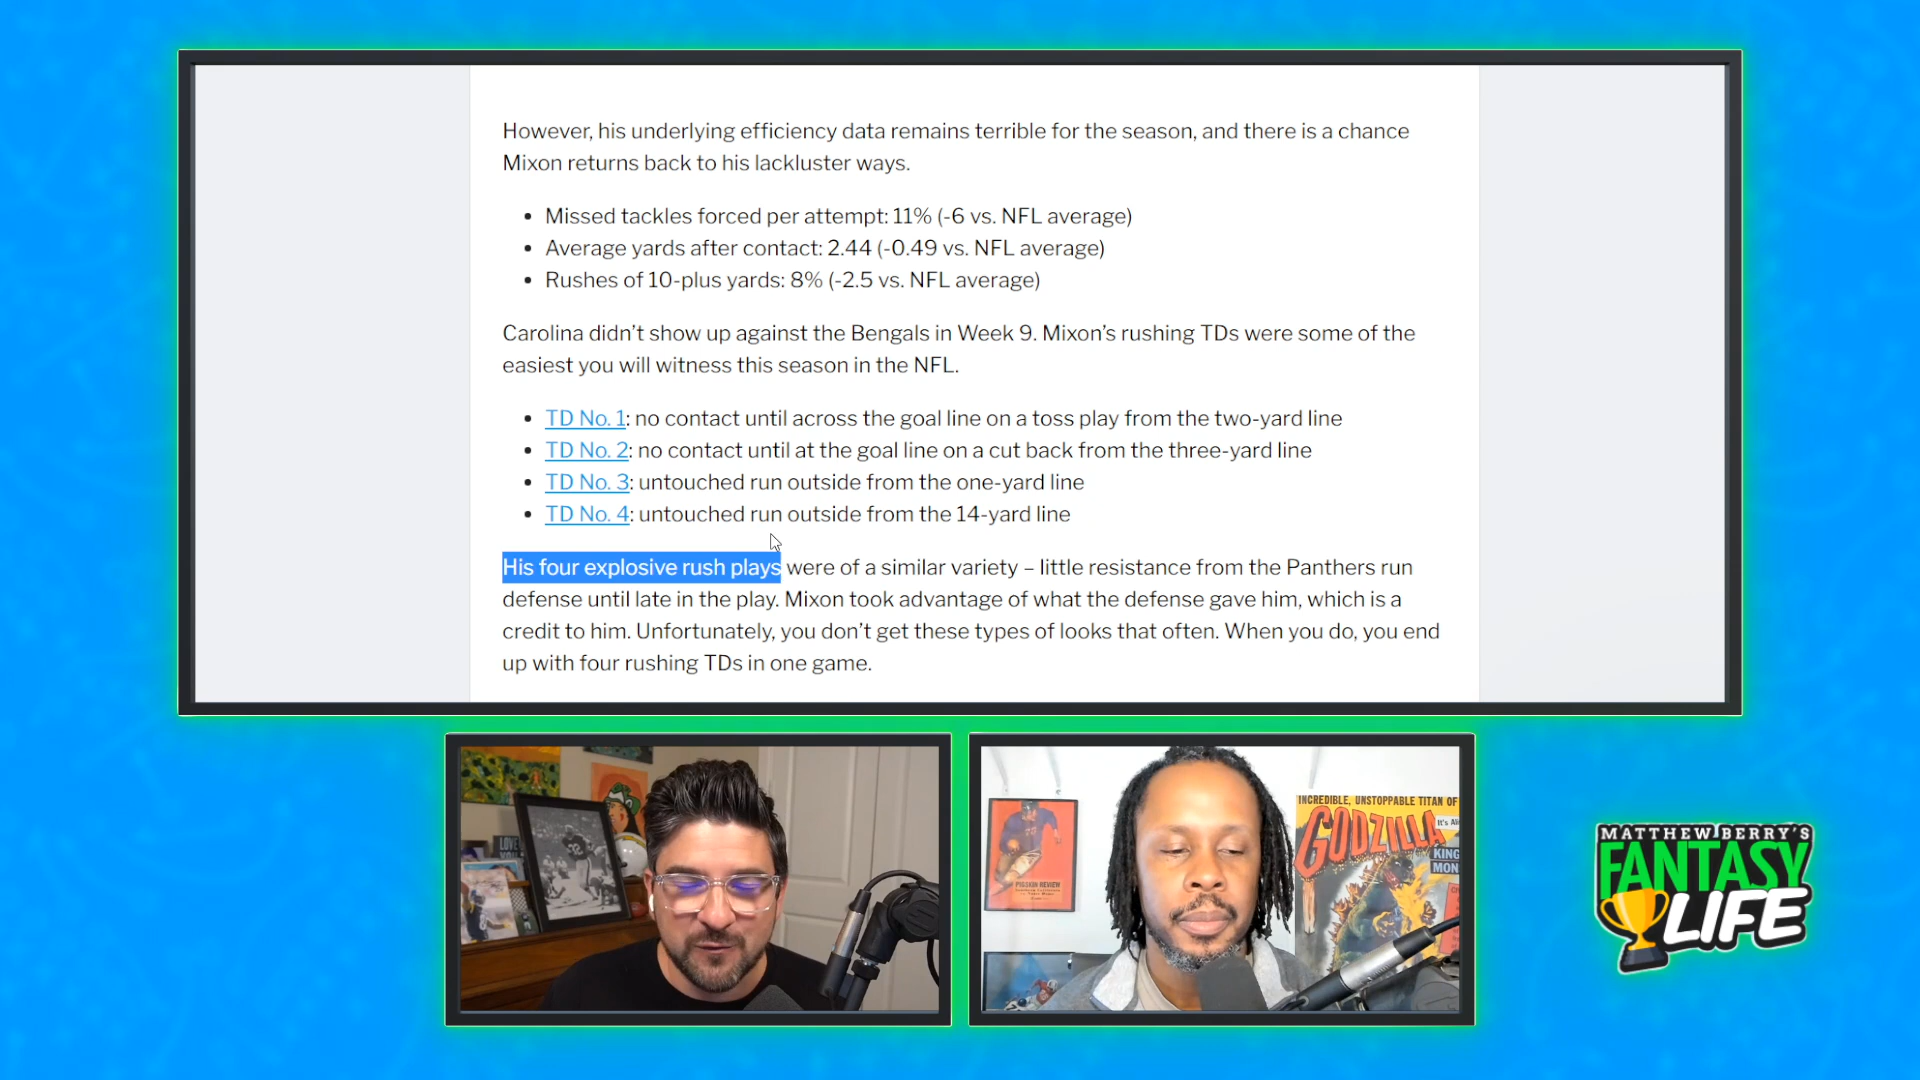 However, his underlying efficiency data remains terrible for the season, and there is a chance
Mixon returns back to his lackluster ways.
• Missed tackles forced per attempt: 11% (-6 vs. NFL average)
• Average yards after contact: 2.44 (-0.49 vs. NFL average)
• Rushes of 10-plus yards: 8% (-2.5 vs. NFL average)
Carolina didn’t show up against the Bengals in Week 9. Mixon’s rushing TDs were some of the
easiest you will witness this season in the NFL.
• TD No. 1: no contact until across the goal line on a toss play from the two-yard line
• TD No. 2: no contact until at the goal line on a cut back from the three-yard line
• TD No. 3: untouched run outside from the one-yard line
• TD No. 4: untouched run outside from the 14-yard line
His four explosive rush plays were of a similar variety – little resistance from the Panthers run
defense until late in the play. Mixon took advantage of what the defense gave him, which is a
credit to him. Unfortunately, you don’t get these types of looks that often. When you do, you end
up with four rushing TDs in one game.
LOVE
PIGSKIN REVIEW
INCREDIBLE, UNSTOPPABLE TITAN OF
GODZILLA
It's
KING
MON
MATTHEW BERRY'S
FANTASY
LIFE